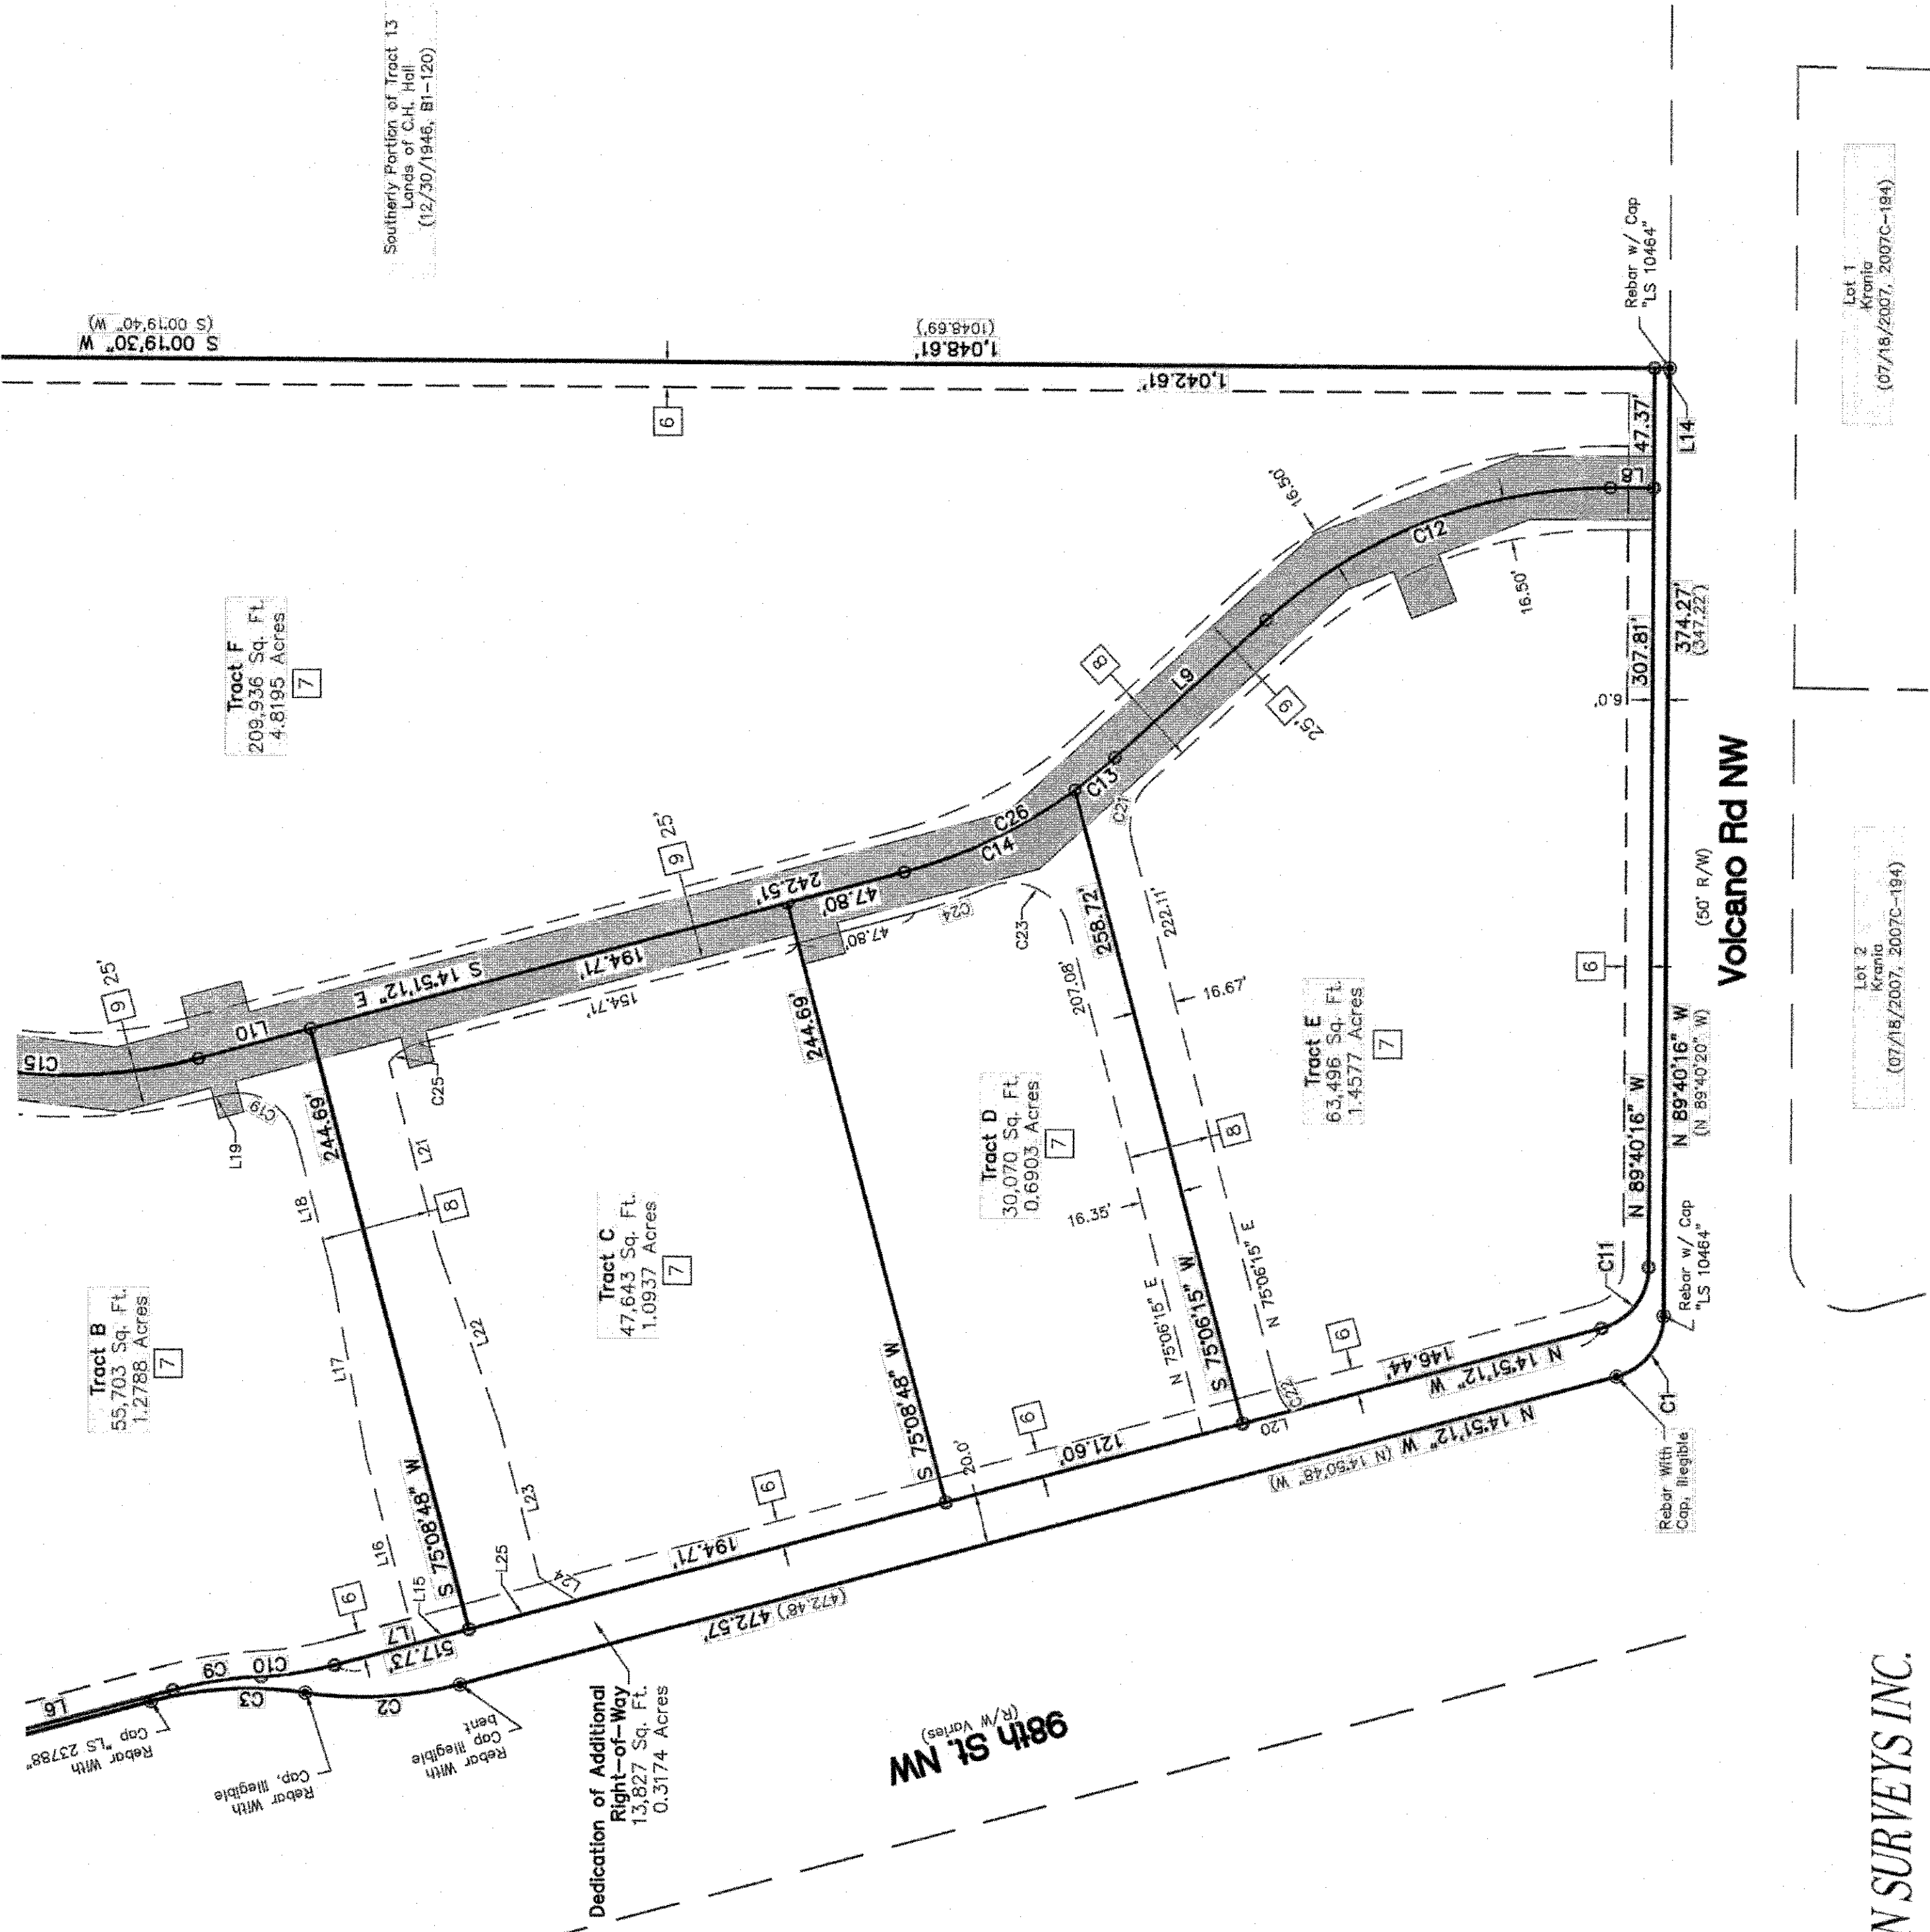 Southerly Portion of Tract 13
Lands of C.H. Hall
(12/30/1946, B1-120)
S 00°19'30" W
(S 00°19'40" W)
1,048.61'
(1048.69')
1,042.61'
6
Tract F
209,936 Sq. Ft.
4.8195 Acres
7
Tract B
55,703 Sq. Ft.
1.2788 Acres
7
Tract C
47,643 Sq. Ft.
1.0937 Acres
7
Tract D
30,070 Sq. Ft.
0.6903 Acres
7
Tract E
63,496 Sq. Ft.
1.4577 Acres
7
C15
9 25'
L10
S 14°51'12" E
194.71'
154.71'
9 25'
242.51'
47.80'
47.80'
C24
C14
C26
C23
C13
C21
8
L9
9
25'
16.50'
C12
16.50'
L8
47.37'
L14
Rebar w/ Cap
"LS 10464"
307.81'
374.27'
(347.22')
6.0'
L19
C19
L18
L17
L16
L15
244.69'
S 75°08'48" W
C25
L21
8
L22
L23
L24
L25
244.69'
S 75°08'48" W
20.0'
207.08'
258.72'
222.11'
16.67'
16.35'
8
N 75°06'15" E
S 75°06'15" W
N 75°06'15" E
L20
C22
6
6
6
6
6
121.60'
194.71'
146.44'
N 14°51'12" W
N 14°51'12" W (N 14°50'48" W)
(472.48') 472.57'
517.73'
L7
C10
C9
L6
C3
C2
Rebar With
Cap "LS 23788"
Rebar With
Cap, Illegible
Rebar With
Cap Illegible
bent
Dedication of Additional
Right-of-Way
13,827 Sq. Ft.
0.3174 Acres
98th St. NW
(R/W Varies)
C11
C1
Rebar With
Cap, Illegible
Rebar w/ Cap
"LS 10464"
N 89°40'16" W
N 89°40'16" W
(N 89°40'20" W)
(50' R/W)
Volcano Rd NW
Lot 1
Krania
(07/18/2007, 2007C-194)
Lot 2
Krania
(07/18/2007, 2007C-194)
N SURVEYS INC.